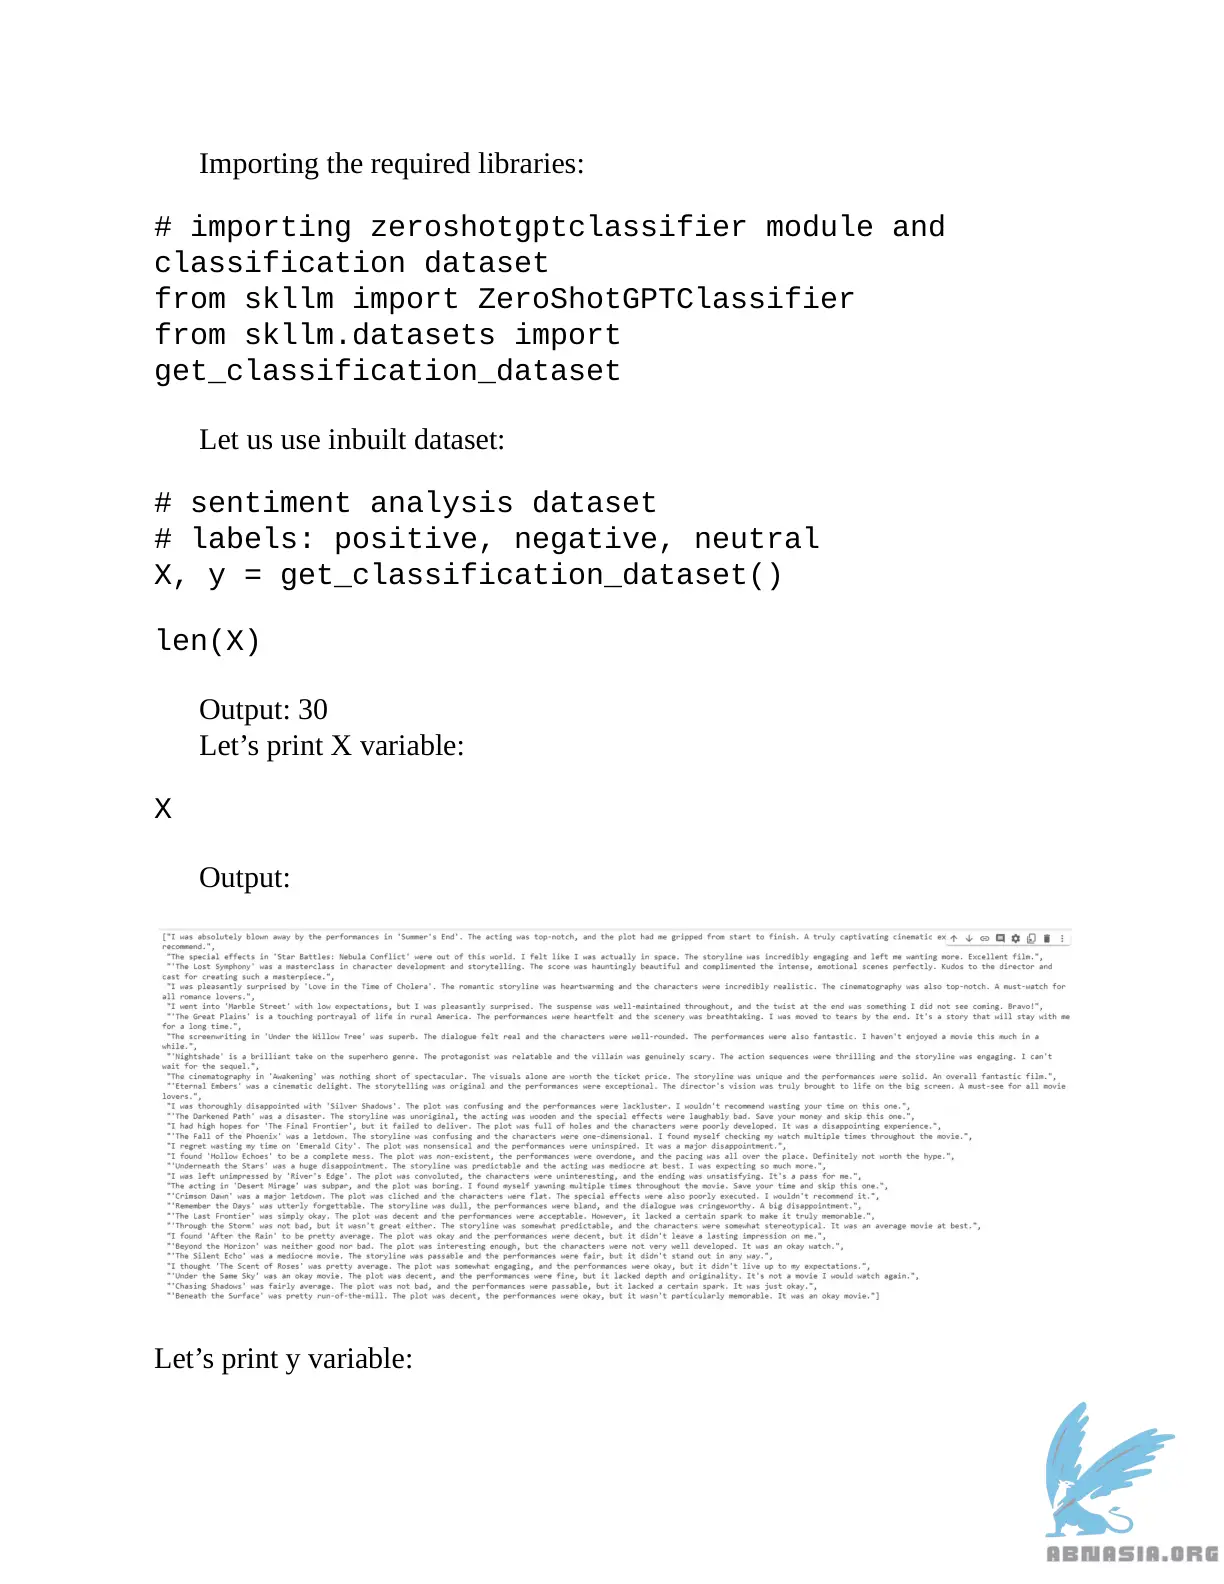 Importing the required libraries:
# importing zeroshotgptclassifier module and
classification dataset
from skllm import ZeroShotGPTClassifier
from skllm.datasets import
get_classification_dataset
Let us use inbuilt dataset:
# sentiment analysis dataset
# labels: positive, negative, neutral
X, y = get_classification_dataset()
len(X)
Output: 30
Let’s print X variable:
X
Output:
["I was absolutely blown away by the performances in 'Summer's End'. The acting was top-notch, and the plot had me gripped from start to finish. A truly captivating cinematic ex
recommend.",
"The special effects in 'Star Battles: Nebula Conflict' were out of this world. I felt like I was actually in space. The storyline was incredibly engaging and left me wanting more. Excellent film.",
"'The Lost Symphony' was a masterclass in character development and storytelling. The score was hauntingly beautiful and complimented the intense, emotional scenes perfectly. Kudos to the director and
cast for creating such a masterpiece.",
"I was pleasantly surprised by 'Love in the Time of Cholera'. The romantic storyline was heartwarming and the characters were incredibly realistic. The cinematography was also top-notch. A must-watch for
all romance lovers.",
"I went into 'Marble Street' with low expectations, but I was pleasantly surprised. The suspense was well-maintained throughout, and the twist at the end was something I did not see coming. Bravo!",
"'The Great Plains' is a touching portrayal of life in rural America. The performances were heartfelt and the scenery was breathtaking. I was moved to tears by the end. It's a story that will stay with me
for a long time.",
"The screenwriting in 'Under the Willow Tree' was superb. The dialogue felt real and the characters were well-rounded. The performances were also fantastic. I haven't enjoyed a movie this much in a
while.",
"'Nightshade' is a brilliant take on the superhero genre. The protagonist was relatable and the villain was genuinely scary. The action sequences were thrilling and the storyline was engaging. I can't
wait for the sequel.",
"The cinematography in 'Awakening' was nothing short of spectacular. The visuals alone are worth the ticket price. The storyline was unique and the performances were solid. An overall fantastic film.",
"'Eternal Embers' was a cinematic delight. The storytelling was original and the performances were exceptional. The director's vision was truly brought to life on the big screen. A must-see for all movie
lovers.",
"I was thoroughly disappointed with 'Silver Shadows'. The plot was confusing and the performances were lackluster. I wouldn't recommend wasting your time on this one.",
"'The Darkened Path' was a disaster. The storyline was unoriginal, the acting was wooden and the special effects were laughably bad. Save your money and skip this one.",
"I had high hopes for 'The Final Frontier', but it failed to deliver. The plot was full of holes and the characters were poorly developed. It was a disappointing experience.",
"'The Fall of the Phoenix' was a letdown. The storyline was confusing and the characters were one-dimensional. I found myself checking my watch multiple times throughout the movie.",
"I regret wasting my time on 'Emerald City'. The plot was nonsensical and the performances were uninspired. It was a major disappointment.",
"I found 'Hollow Echoes' to be a complete mess. The plot was non-existent, the performances were overdone, and the pacing was all over the place. Definitely not worth the hype.",
"'Underneath the Stars' was a huge disappointment. The storyline was predictable and the acting was mediocre at best. I was expecting so much more.",
"I was left unimpressed by 'River's Edge'. The plot was convoluted, the characters were uninteresting, and the ending was unsatisfying. It's a pass for me.",
"The acting in 'Desert Mirage' was subpar, and the plot was boring. I found myself yawning multiple times throughout the movie. Save your time and skip this one.",
"'Crimson Dawn' was a major letdown. The plot was cliched and the characters were flat. The special effects were also poorly executed. I wouldn't recommend it.",
"'Remember the Days' was utterly forgettable. The storyline was dull, the performances were bland, and the dialogue was cringeworthy. A big disappointment.",
"'The Last Frontier' was simply okay. The plot was decent and the performances were acceptable. However, it lacked a certain spark to make it truly memorable.",
"'Through the Storm' was not bad, but it wasn't great either. The storyline was somewhat predictable, and the characters were somewhat stereotypical. It was an average movie at best.",
"I found 'After the Rain' to be pretty average. The plot was okay and the performances were decent, but it didn't leave a lasting impression on me.",
"'Beyond the Horizon' was neither good nor bad. The plot was interesting enough, but the characters were not very well developed. It was an okay watch.",
"'The Silent Echo' was a mediocre movie. The storyline was passable and the performances were fair, but it didn't stand out in any way.",
"I thought 'The Scent of Roses' was pretty average. The plot was somewhat engaging, and the performances were okay, but it didn't live up to my expectations.",
"'Under the Same Sky' was an okay movie. The plot was decent, and the performances were fine, but it lacked depth and originality. It's not a movie I would watch again.",
"'Chasing Shadows' was fairly average. The plot was not bad, and the performances were passable, but it lacked a certain spark. It was just okay.",
"'Beneath the Surface' was pretty run-of-the-mill. The plot was decent, the performances were okay, but it wasn't particularly memorable. It was an okay movie."]
Let’s print y variable:
ABNASIA.ORG